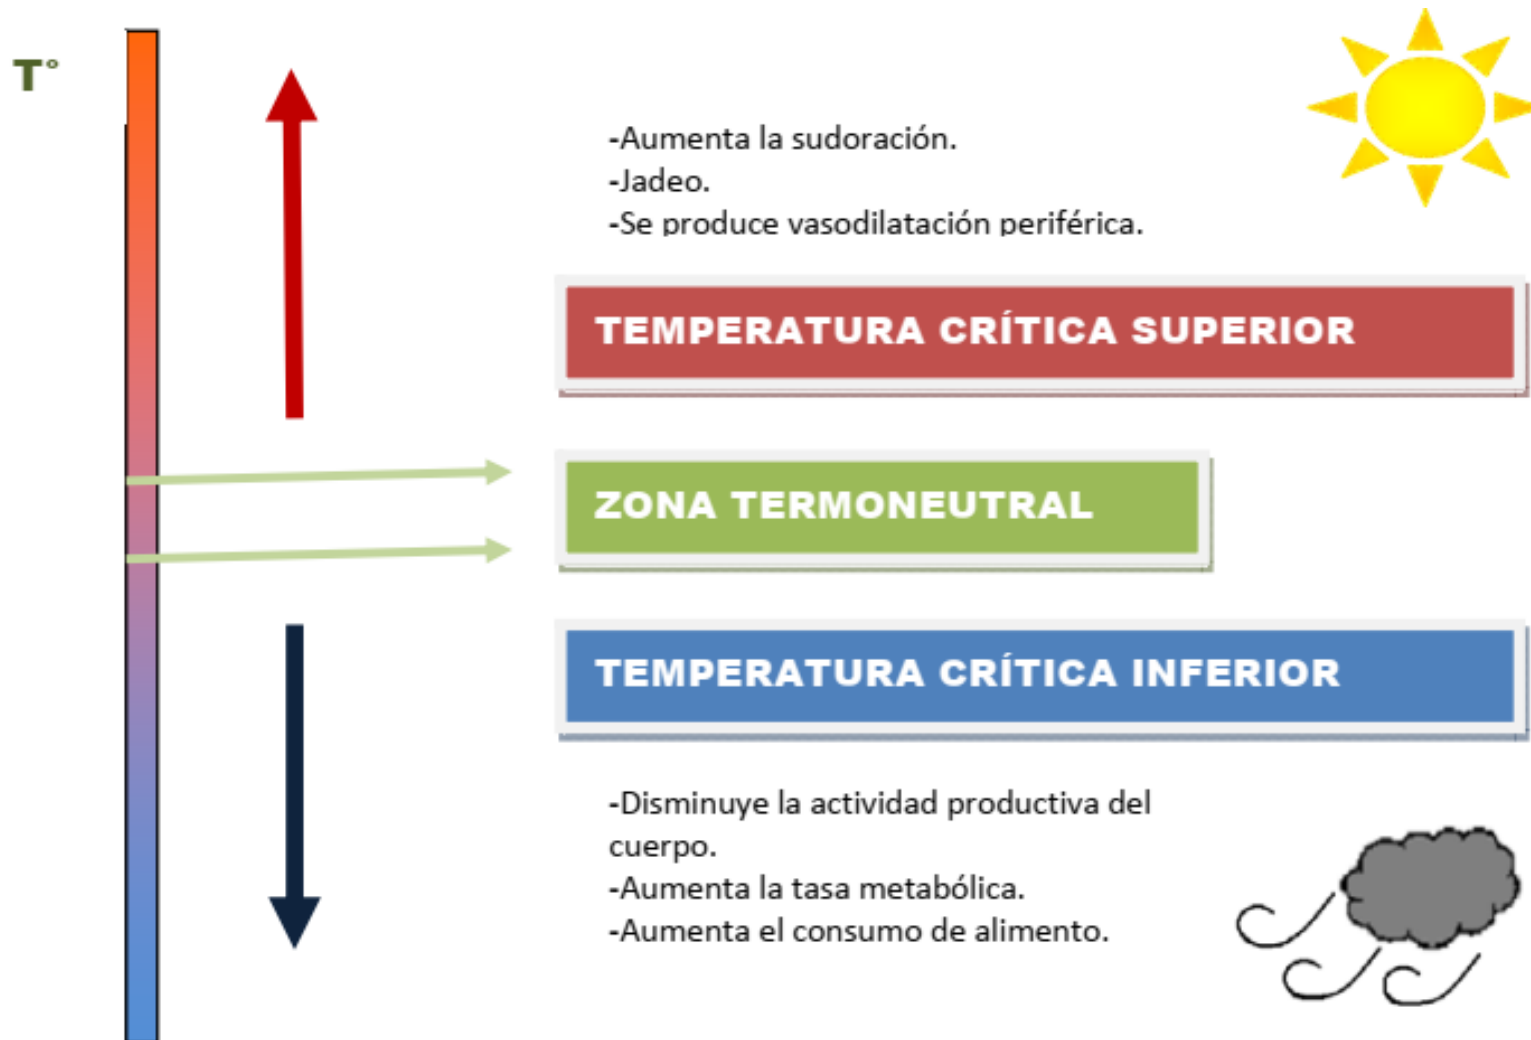 T°
-Aumenta la sudoración.
-Jadeo.
-Se produce vasodilatación periférica.
TEMPERATURA CRÍTICA SUPERIOR
ZONA TERMONEUTRAL
TEMPERATURA CRÍTICA INFERIOR
-Disminuye la actividad productiva del
cuerpo.
-Aumenta la tasa metabólica.
-Aumenta el consumo de alimento.